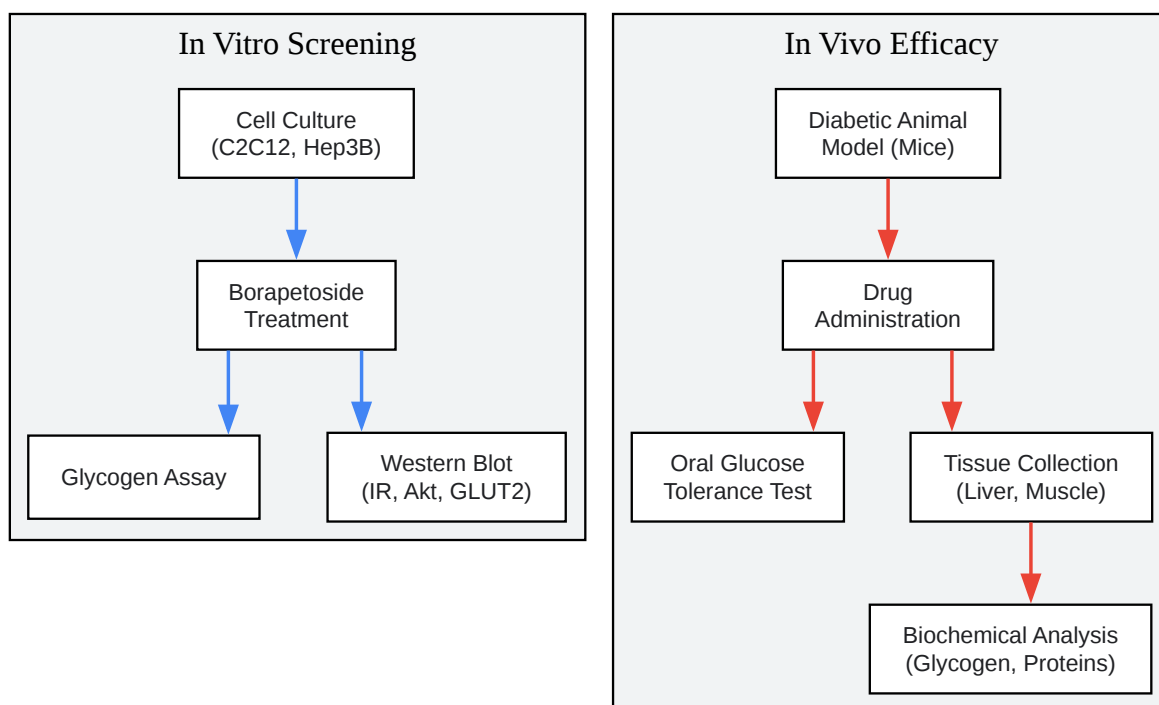 In Vitro Screening
Cell Culture
(C2C12, Hep3B)
Borapetoside
Treatment
Glycogen Assay
Western Blot
(IR, Akt, GLUT2)
In Vivo Efficacy
Diabetic Animal
Model (Mice)
Drug
Administration
Oral Glucose
Tolerance Test
Tissue Collection
(Liver, Muscle)
Biochemical Analysis
(Glycogen, Proteins)